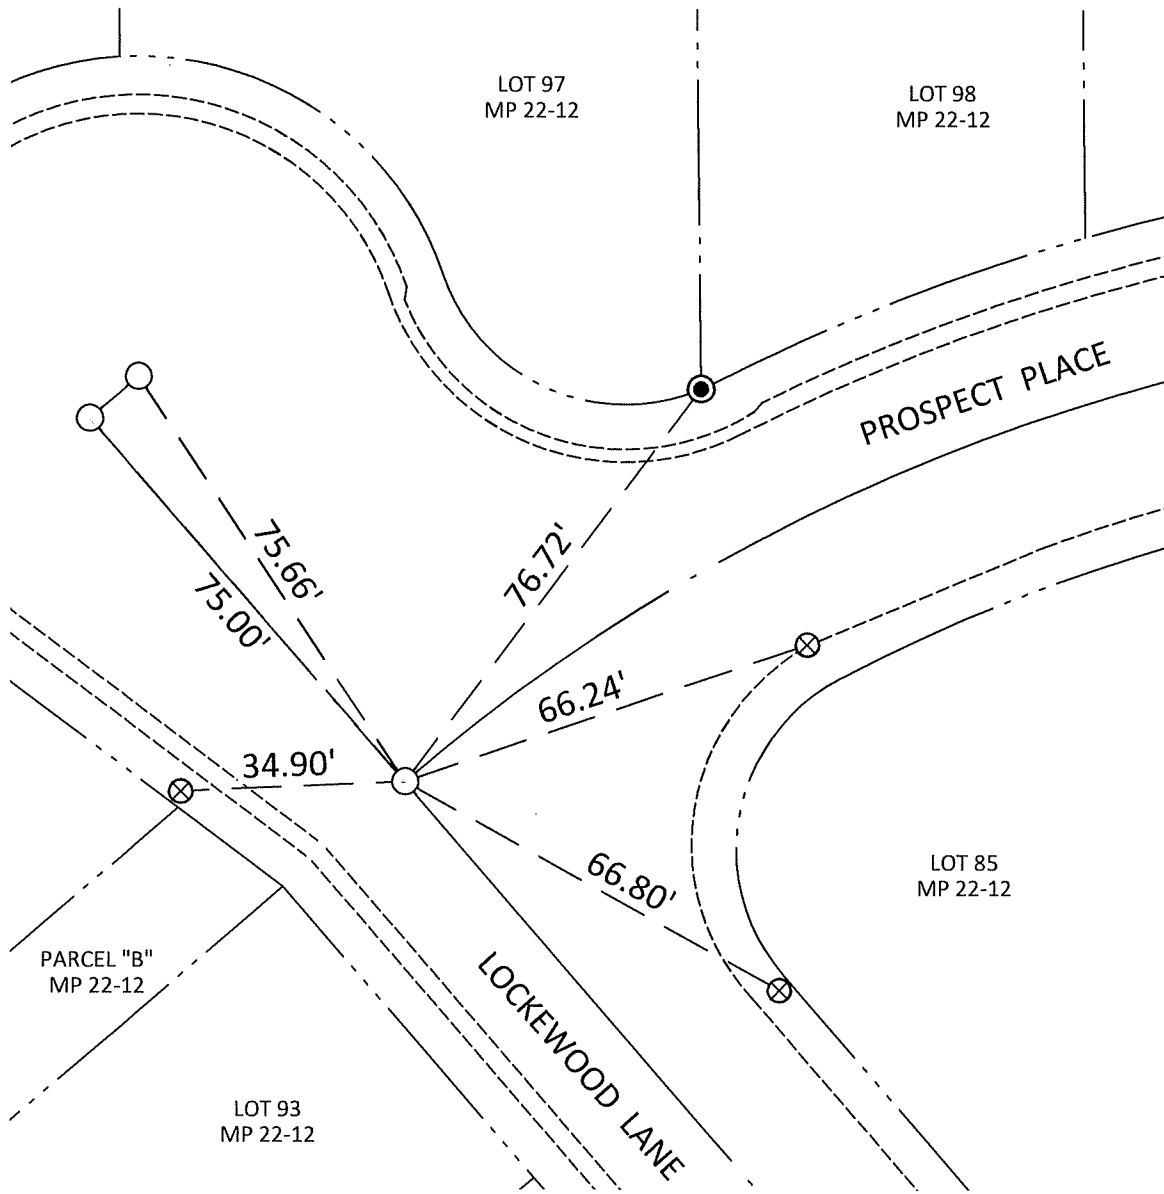 LOT 97
MP 22-12
LOT 98
MP 22-12
PROSPECT PLACE
75.66'
75.00'
76.72'
66.24'
34.90'
66.80'
LOT 85
MP 22-12
PARCEL "B"
MP 22-12
LOCKEWOOD LANE
LOT 93
MP 22-12